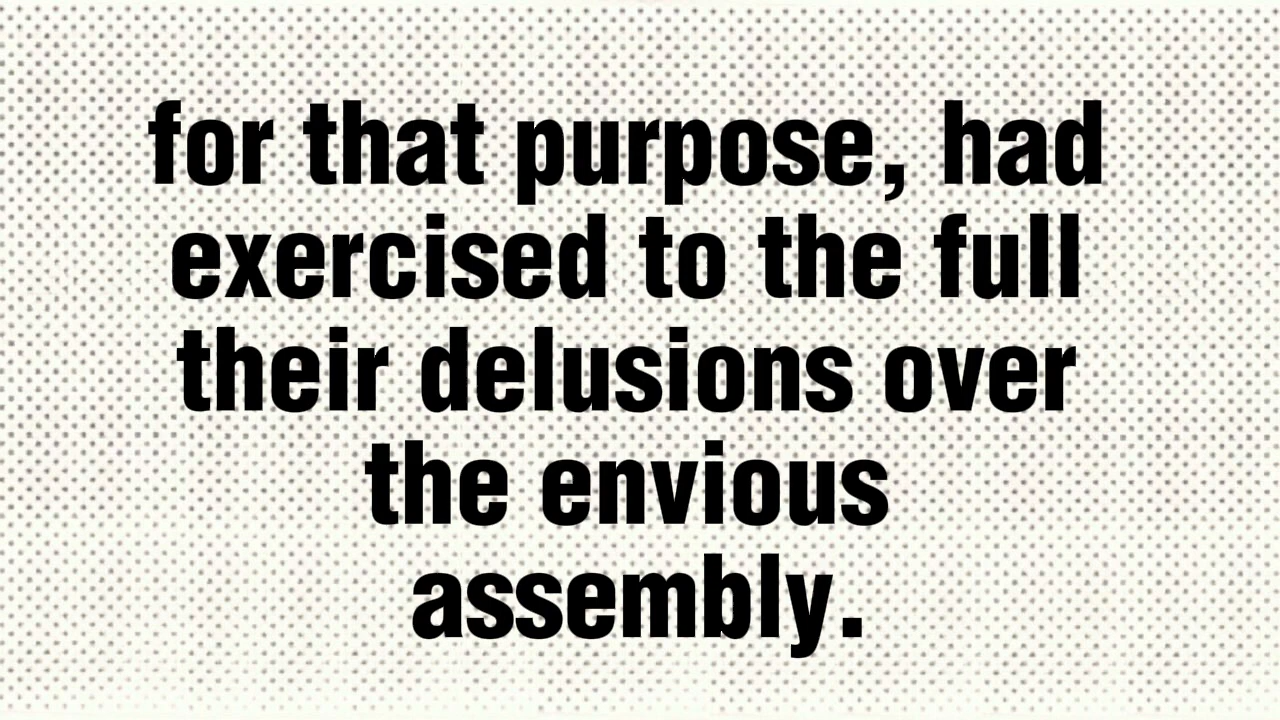 for that purpose, had
exercised to the full
their delusions over
the envious
assembly.